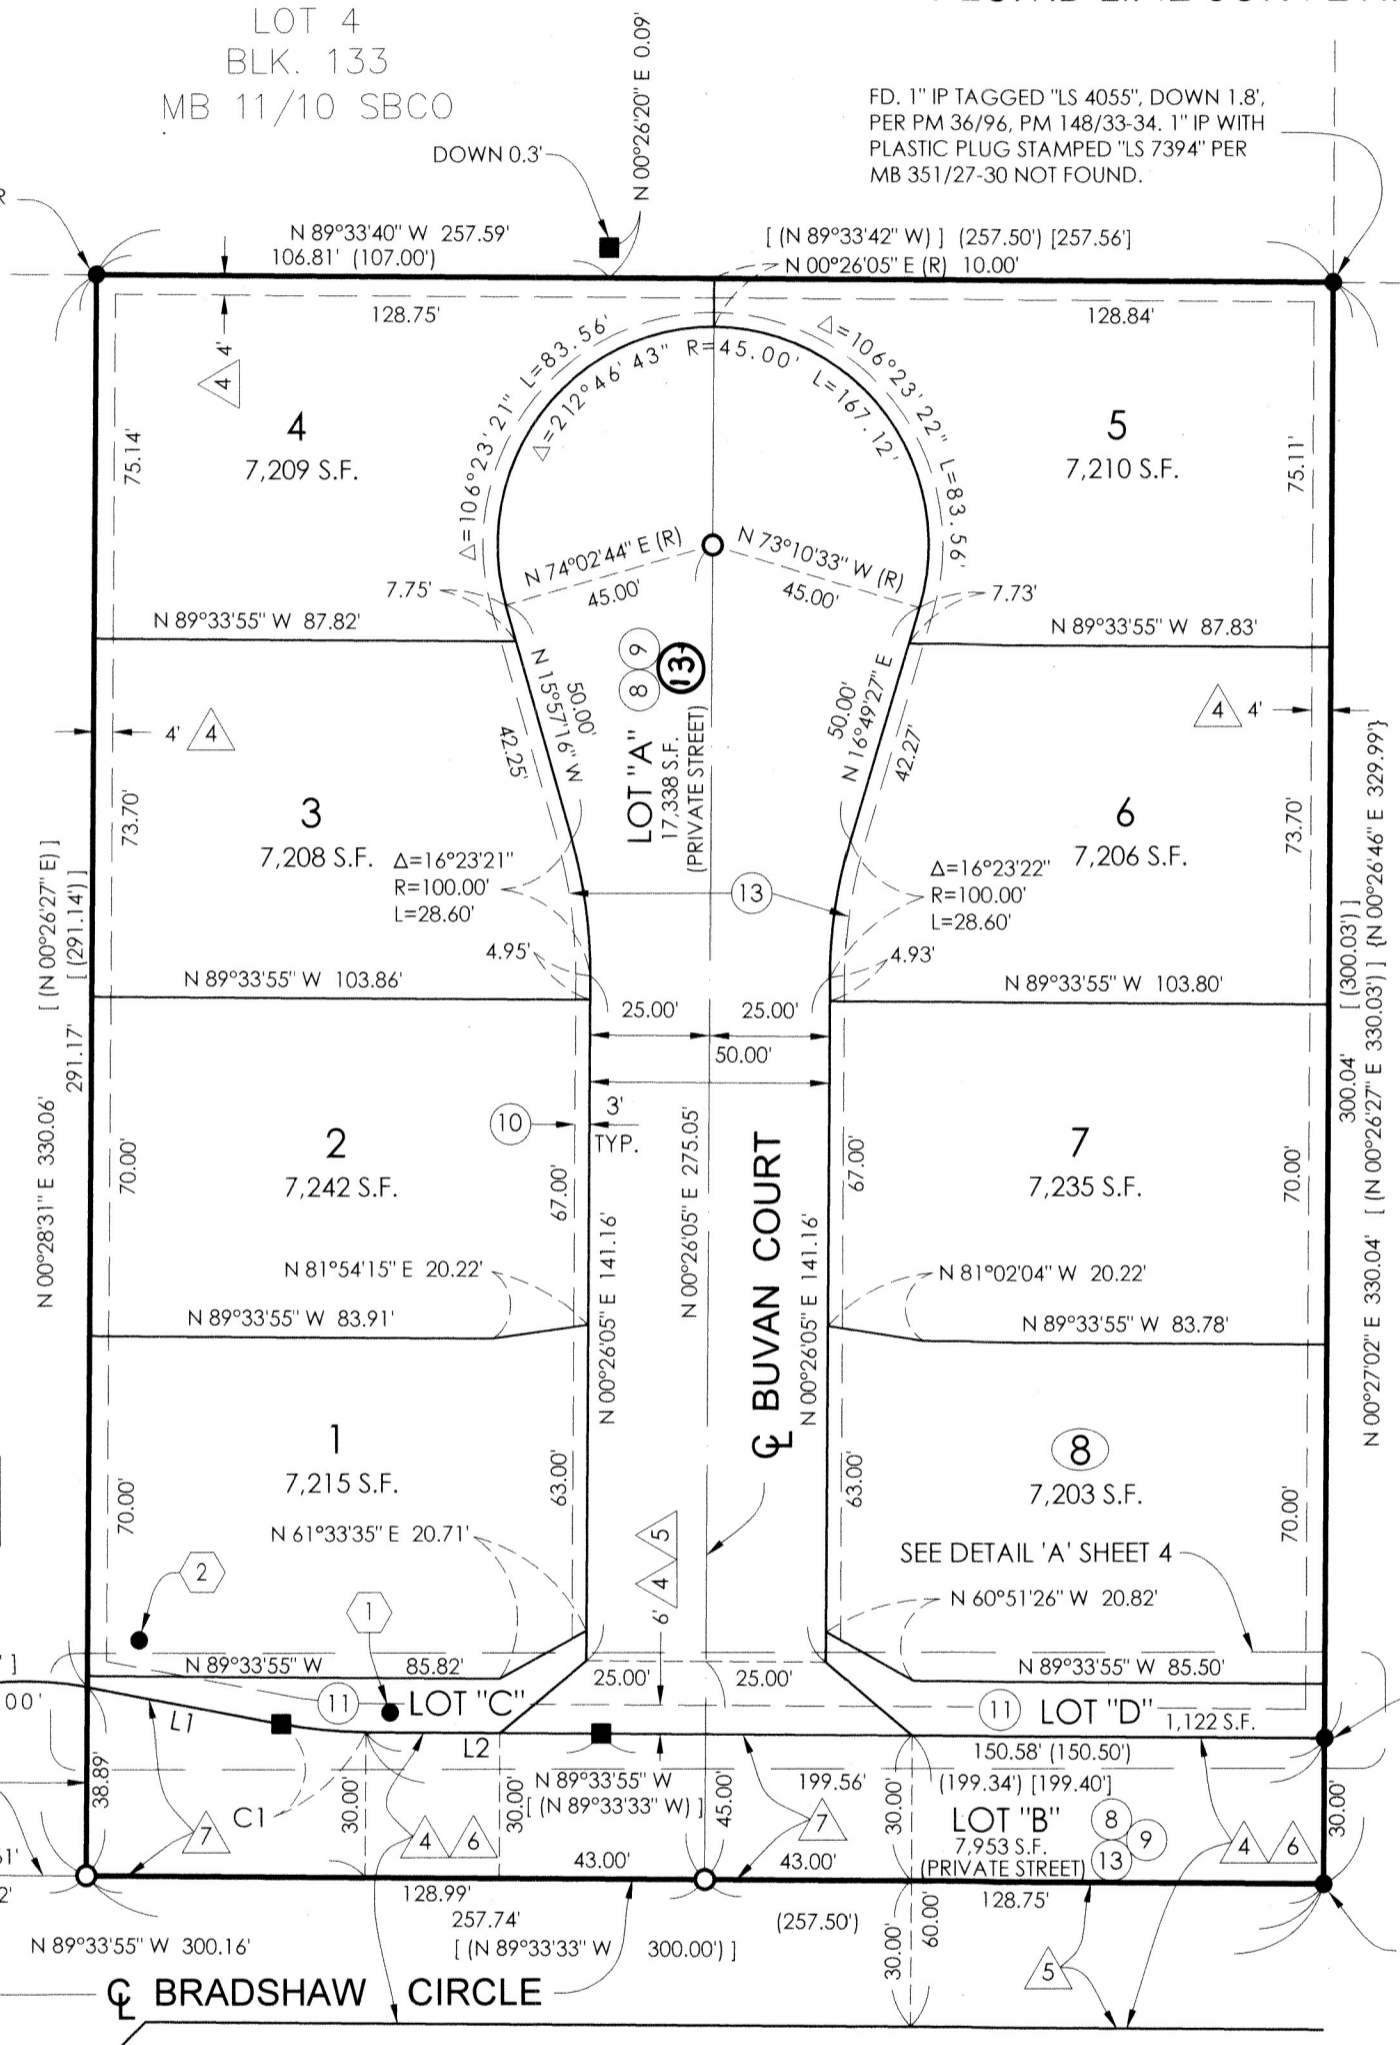 LOT 4
BLK. 133
MB 11/10 SBCO
DOWN 0.3'
N 00°26'20" E 0.09'
FD. 1" IP TAGGED "LS 4055", DOWN 1.8',
PER PM 36/96, PM 148/33-34. 1" IP WITH
PLASTIC PLUG STAMPED "LS 7394" PER
MB 351/27-30 NOT FOUND.
R
N 89°33'40" W 257.59'
106.81' (107.00')
[ (N 89°33'42" W) ] (257.50') [257.56']
N 00°26'05" E (R) 10.00'
128.75'
128.84'
4'
4
Δ=106°23'21" L=83.56'
Δ=212°46'43" R=45.00' L=167.12'
Δ=106°23'22" L=83.56'
4
7,209 S.F.
75.14'
5
7,210 S.F.
75.11'
N 74°02'44" E (R)
45.00'
N 73°10'33" W (R)
45.00'
7.75'
7.73'
N 89°33'55" W 87.82'
N 89°33'55" W 87.83'
8 9
13
LOT "A"
17,338 S.F.
(PRIVATE STREET)
50.00'
N 15°57'16" W
42.25'
50.00'
N 16°49'27" E
42.27'
4' 4
4 4'
73.70'
3
7,208 S.F.
Δ=16°23'21"
R=100.00'
L=28.60'
13
6
7,206 S.F.
Δ=16°23'22"
R=100.00'
L=28.60'
73.70'
4.95'
4.93'
N 89°33'55" W 103.86'
N 89°33'55" W 103.80'
25.00' 25.00'
50.00'
[ (N 00°26'27" E) ]
[ (291.14') ]
291.17'
N 00°28'31" E 330.06'
[ (300.03') ]
300.04'
[ (N 00°26'27" E 330.03') ] {N 00°26'46" E 329.99'}
N 00°27'02" E 330.04'
10
3'
TYP.
2
7,242 S.F.
70.00'
67.00'
7
7,235 S.F.
67.00'
70.00'
N 00°26'05" E 141.16'
N 00°26'05" E 275.05'
℄ BUVAN COURT
N 00°26'05" E 141.16'
N 81°54'15" E 20.22'
N 81°02'04" W 20.22'
N 89°33'55" W 83.91'
N 89°33'55" W 83.78'
1
7,215 S.F.
70.00'
63.00'
8
7,203 S.F.
63.00'
70.00'
N 61°33'35" E 20.71'
SEE DETAIL 'A' SHEET 4
N 60°51'26" W 20.82'
6' 4 5
2
1
N 89°33'55" W 85.82'
25.00' 25.00'
N 89°33'55" W 85.50'
' ]
00'
11 LOT "C"
11 LOT "D" 1,122 S.F.
L1
L2
150.58' (150.50')
N 89°33'55" W 199.56' (199.34') [199.40']
[ (N 89°33'33" W) ]
38.89'
7
C1
30.00'
4 6
30.00'
45.00'
7
30.00'
LOT "B"
7,953 S.F.
(PRIVATE STREET)
8
9
13
4 6
30.00'
51'
2'
43.00' 43.00'
128.99'
128.75'
257.74' (257.50')
N 89°33'55" W 300.16'
[ (N 89°33'33" W 300.00') ]
30.00'
60.00'
5
℄ BRADSHAW CIRCLE